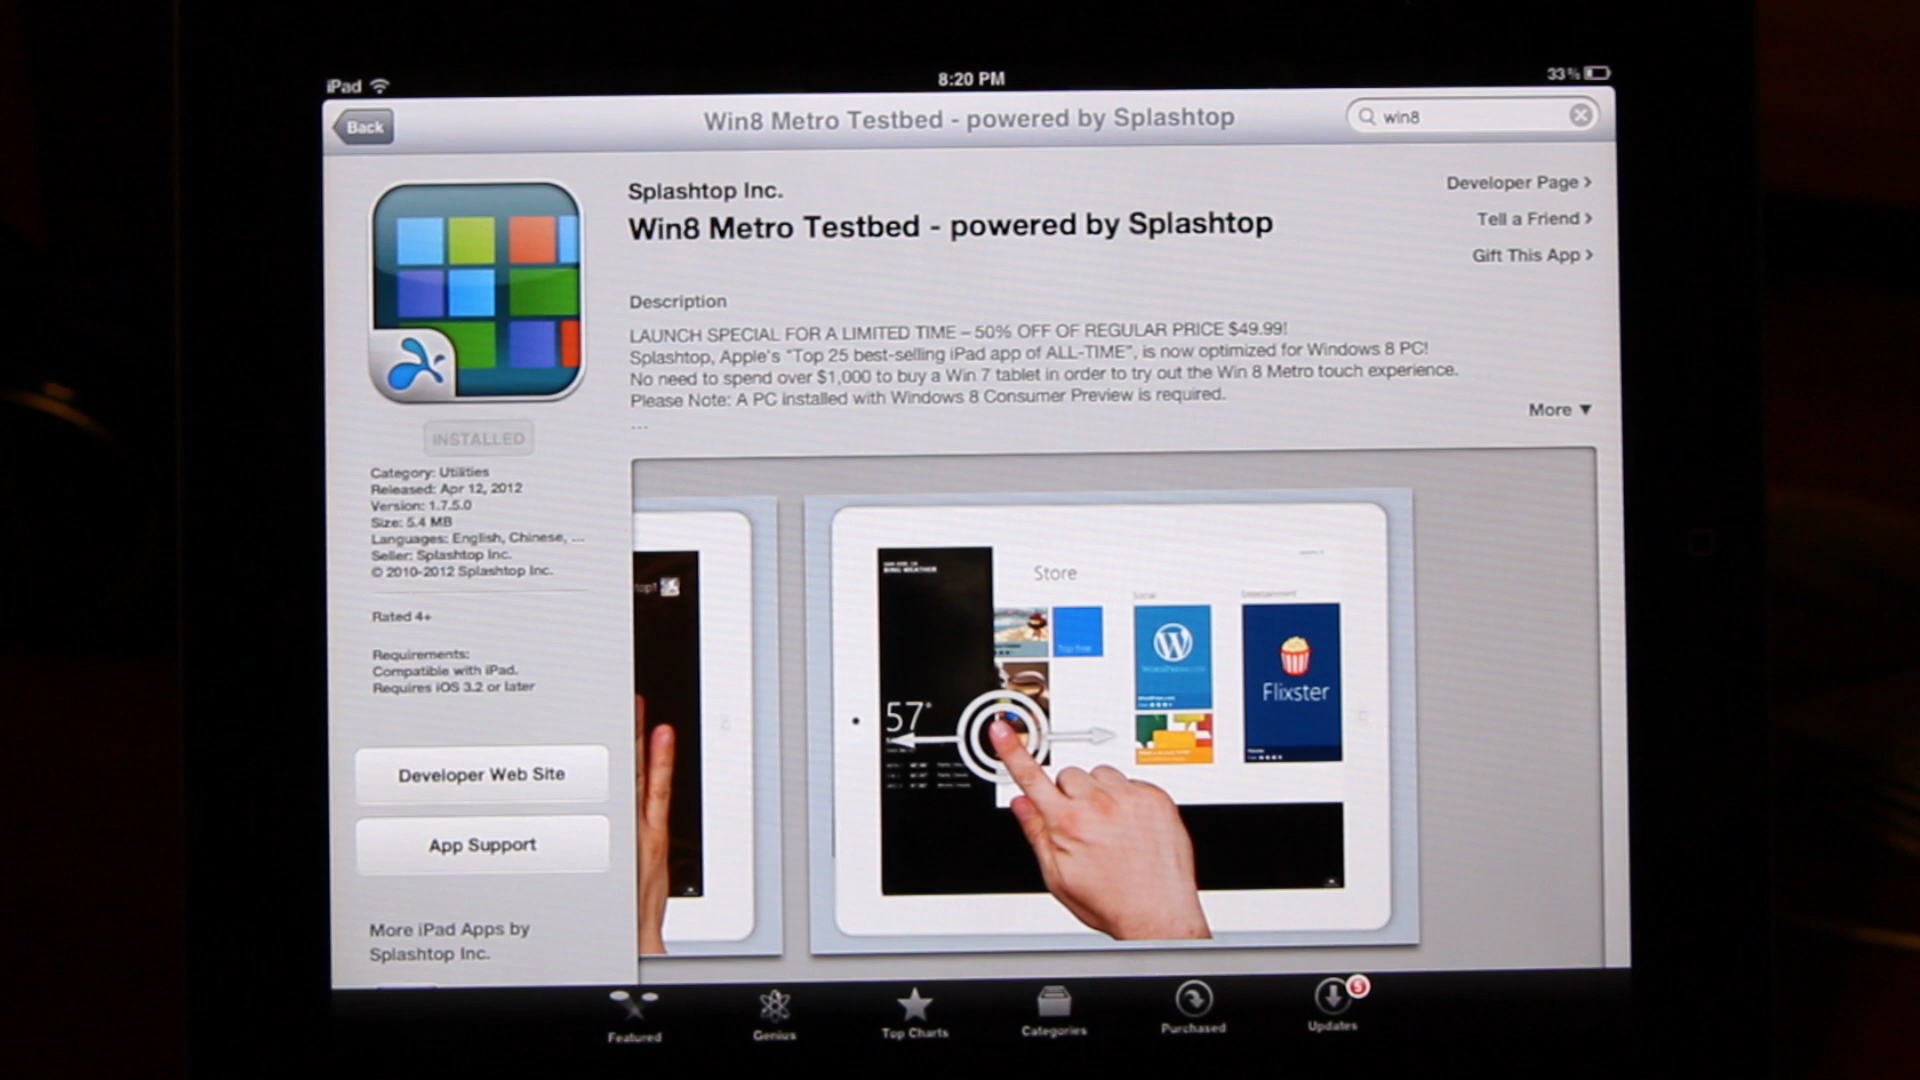 iPad
8:20 PM
33%
Back
Win8 Metro Testbed - powered by Splashtop
win8
Splashtop Inc.
Win8 Metro Testbed - powered by Splashtop
Developer Page >
Tell a Friend >
Gift This App >
Description
LAUNCH SPECIAL FOR A LIMITED TIME – 50% OFF OF REGULAR PRICE $49.99!
Splashtop, Apple's "Top 25 best-selling iPad app of ALL-TIME", is now optimized for Windows 8 PC!
No need to spend over $1,000 to buy a Win 7 tablet in order to try out the Win 8 Metro touch experience.
Please Note: A PC installed with Windows 8 Consumer Preview is required.
...
More ▼
INSTALLED
Category: Utilities
Released: Apr 12, 2012
Version: 1.7.5.0
Size: 5.4 MB
Languages: English, Chinese, ...
Seller: Splashtop Inc.
© 2010-2012 Splashtop Inc.
Rated 4+
Requirements:
Compatible with iPad.
Requires iOS 3.2 or later
Developer Web Site
App Support
More iPad Apps by
Splashtop Inc.
top!
BING WEATHER
Store
Social
Entertainment
Top free
57°
Flixster
Featured
Genius
Top Charts
Categories
Purchased
Updates
5